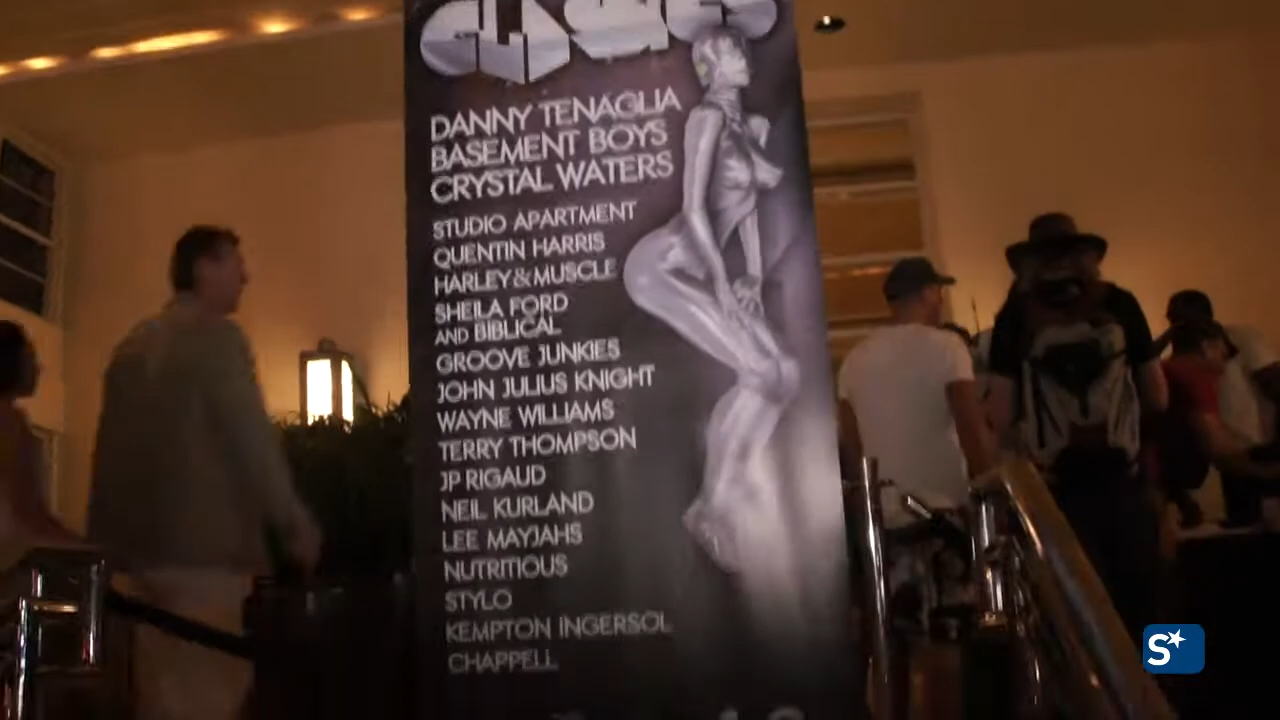 DANNY TENAGLIA
BASEMENT BOYS
CRYSTAL WATERS
STUDIO APARTMENT
QUENTIN HARRIS
HARLEY&MUSCLE
SHEILA FORD
AND BIBLICAL
GROOVE JUNKIES
JOHN JULIUS KNIGHT
WAYNE WILLIAMS
TERRY THOMPSON
JP RIGAUD
NEIL KURLAND
LEE MAYJAHS
NUTRITIOUS
STYLO
KEMPTON INGERSOL
CHAPPELL
S